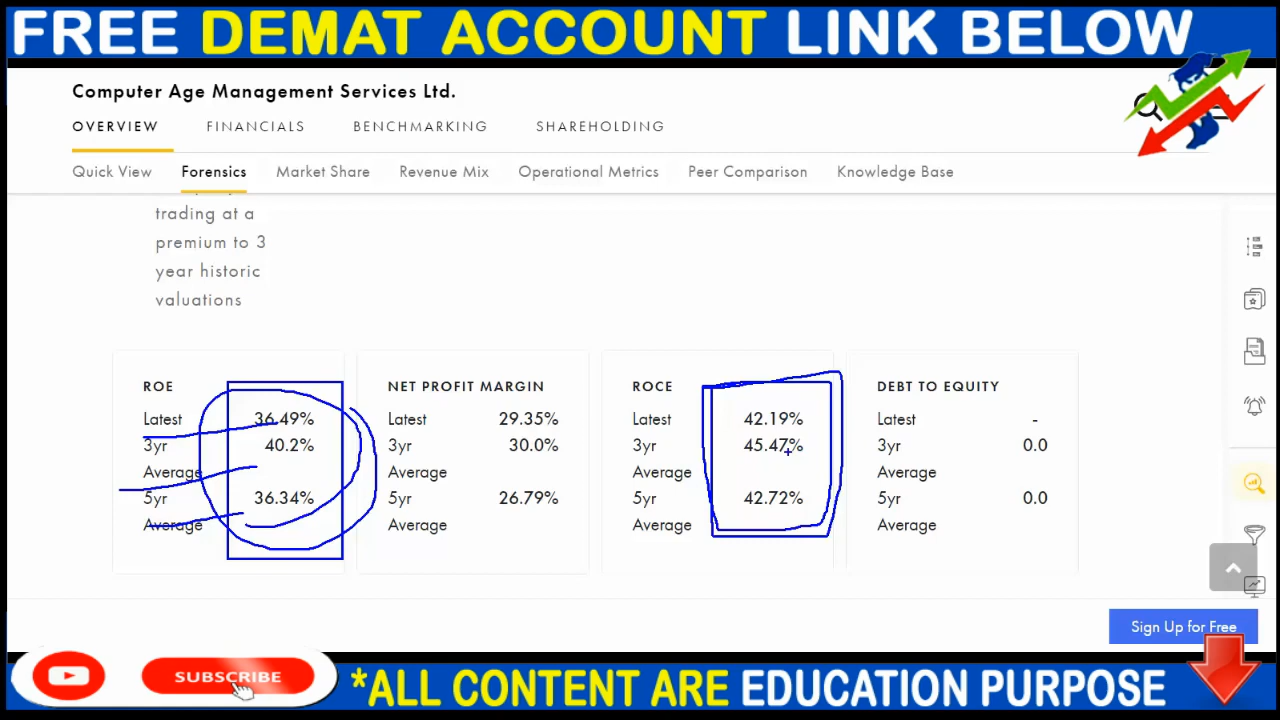 FREE DEMAT ACCOUNT LINK BELOW
Computer Age Management Services Ltd.
OVERVIEW FINANCIALS BENCHMARKING SHAREHOLDING
Quick View Forensics Market Share Revenue Mix Operational Metrics Peer Comparison Knowledge Base
trading at a
premium to 3
year historic
valuations
ROE NET PROFIT MARGIN ROCE DEBT TO EQUITY
Latest 36.49% Latest 29.35% Latest 42.19% Latest -
3yr 40.2% 3yr 30.0% 3yr 45.47% 3yr 0.0
Average Average Average Average
5yr 36.34% 5yr 26.79% 5yr 42.72% 5yr 0.0
Average Average Average Average
Sign Up for Free
SUBSCRIBE *ALL CONTENT ARE EDUCATION PURPOSE